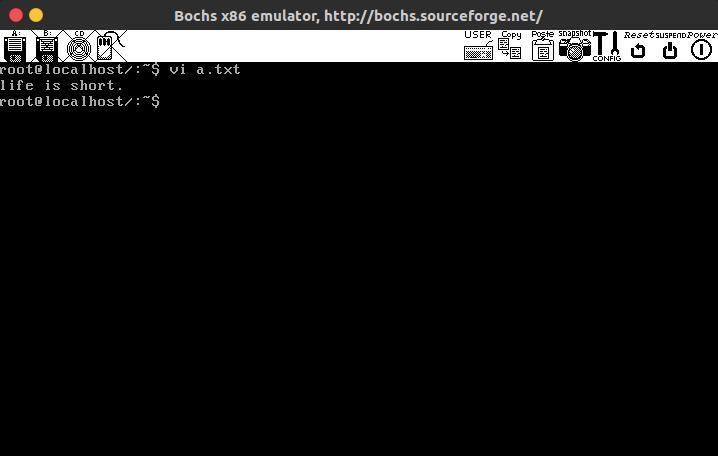 Bochs x86 emulator, http://bochs.sourceforge.net/
A: B: CD USER Copy Paste snapshot CONFIG Reset SUSPEND Power
root@localhost/:~$ vi a.txt
life is short.
root@localhost/:~$